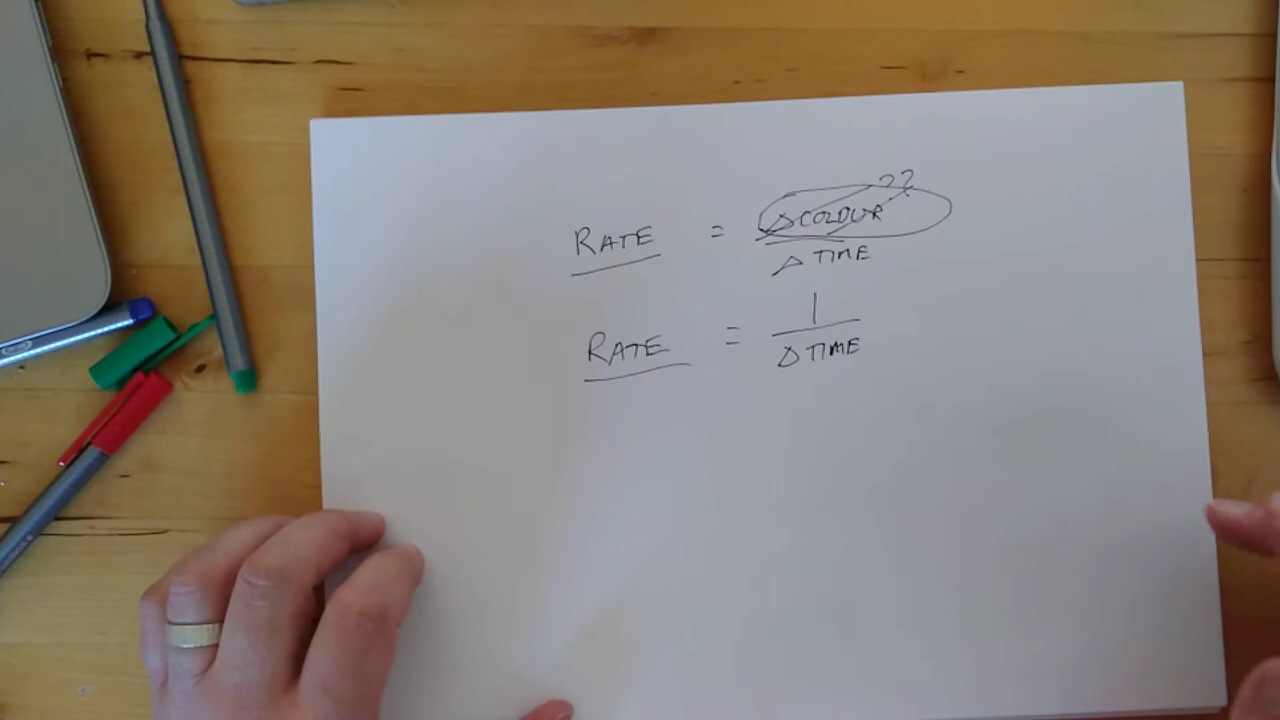 ??
RATE = ΔCOLOUR / ΔTIME
RATE = 1 / ΔTIME